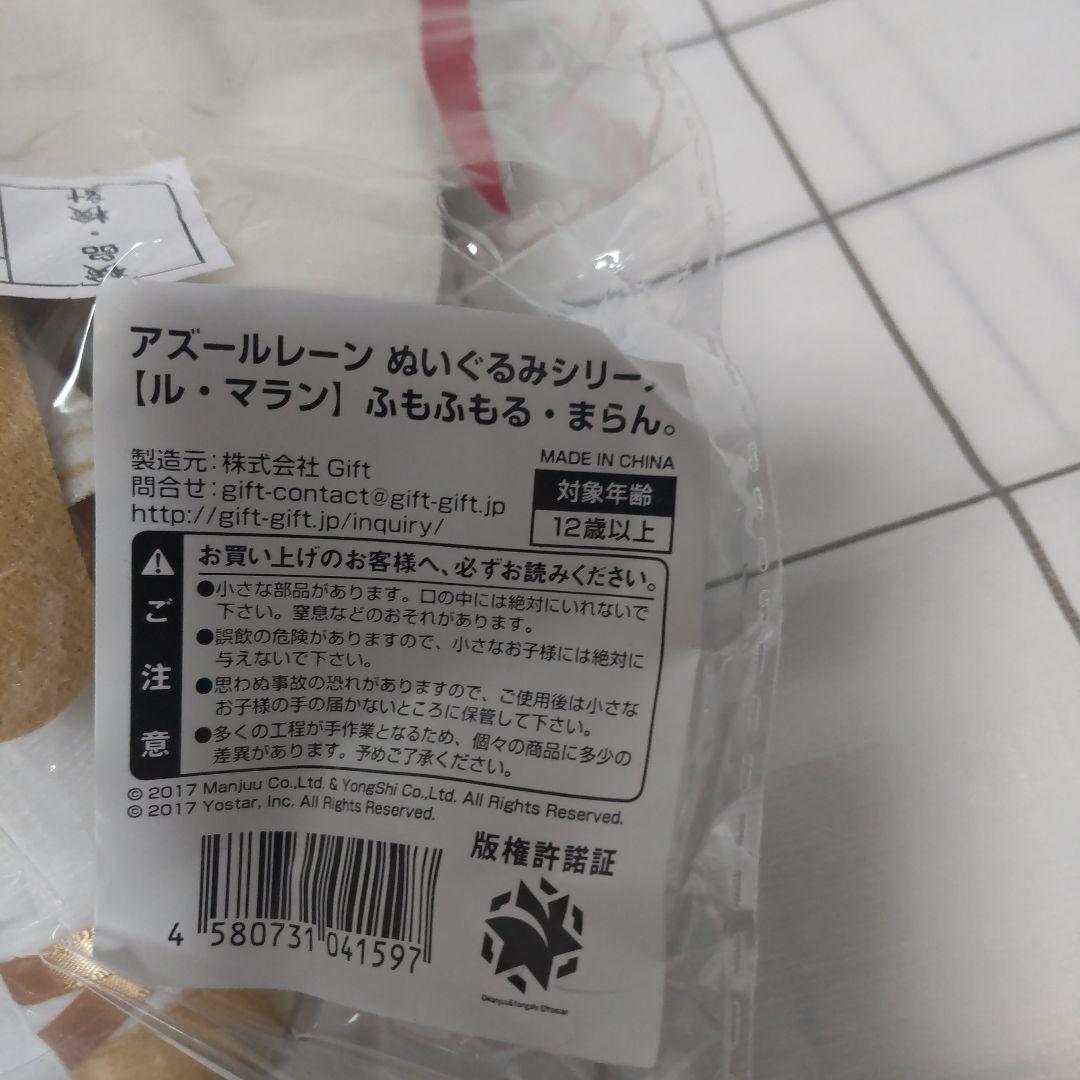 検品・検針
アズールレーン ぬいぐるみシリー
【ル・マラン】ふもふもる・まらん。
製造元：株式会社 Gift
問合せ：gift-contact@gift-gift.jp
http://gift-gift.jp/inquiry/
MADE IN CHINA
対象年齢
12歳以上
ご注意
お買い上げのお客様へ、必ずお読みください。
●小さな部品があります。口の中には絶対にいれないで
下さい。窒息などのおそれがあります。
●誤飲の危険がありますので、小さなお子様には絶対に
与えないで下さい。
●思わぬ事故の恐れがありますので、ご使用後は小さな
お子様の手の届かないところに保管して下さい。
●多くの工程が手作業となるため、個々の商品に多少の
差異があります。予めご了承ください。
© 2017 Manjuu Co.,Ltd. & YongShi Co.,Ltd. All Rights Reserved.
© 2017 Yostar, Inc. All Rights Reserved.
4 580731 041597
版権許諾証
©Manjuu&YongShi ©Yostar